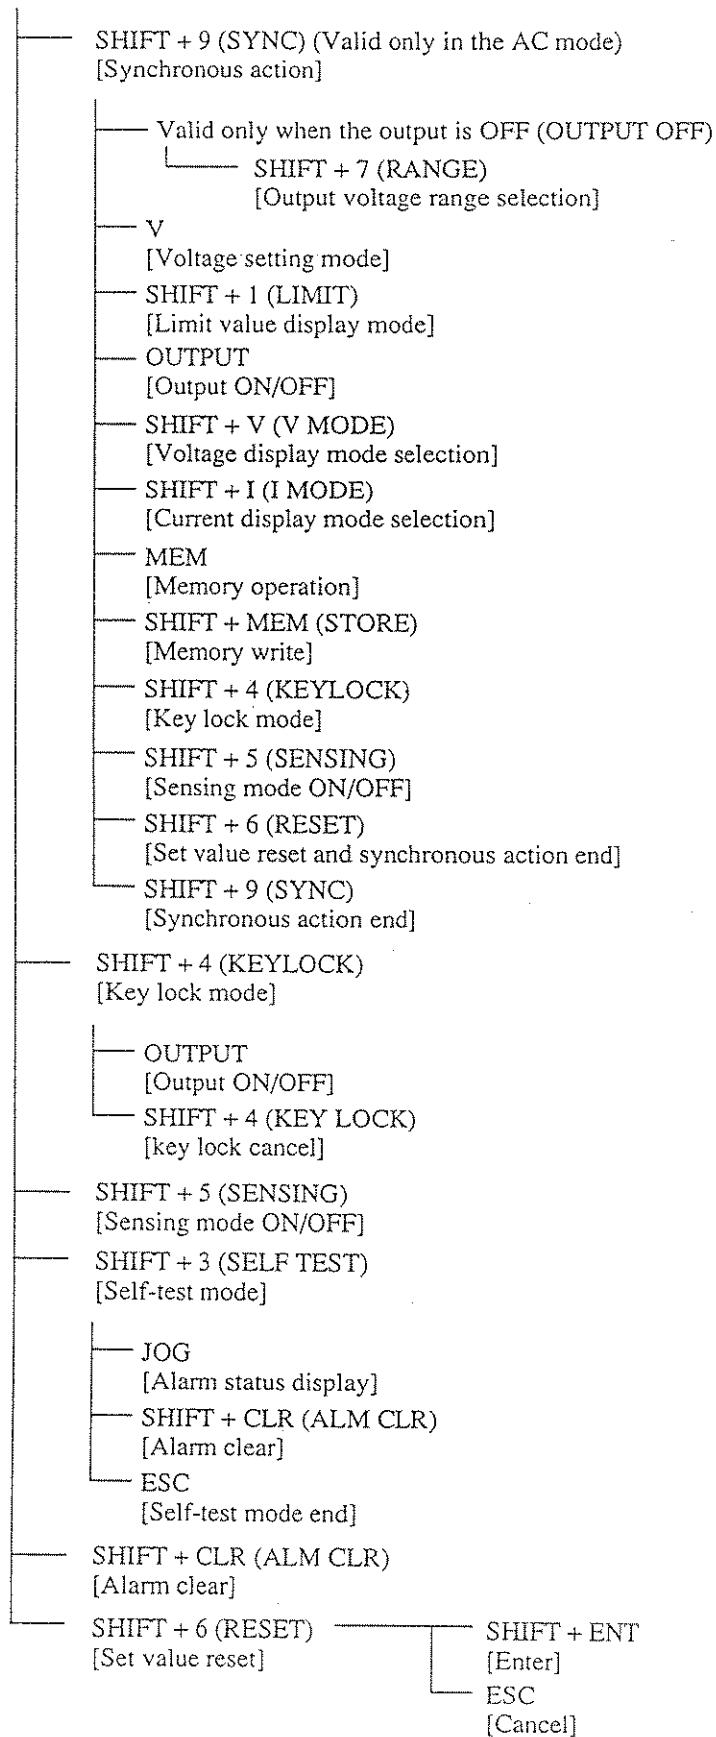 SHIFT + 9 (SYNC) (Valid only in the AC mode)
[Synchronous action]
Valid only when the output is OFF (OUTPUT OFF)
SHIFT + 7 (RANGE)
[Output voltage range selection]
V
[Voltage setting mode]
SHIFT + 1 (LIMIT)
[Limit value display mode]
OUTPUT
[Output ON/OFF]
SHIFT + V (V MODE)
[Voltage display mode selection]
SHIFT + I (I MODE)
[Current display mode selection]
MEM
[Memory operation]
SHIFT + MEM (STORE)
[Memory write]
SHIFT + 4 (KEYLOCK)
[Key lock mode]
SHIFT + 5 (SENSING)
[Sensing mode ON/OFF]
SHIFT + 6 (RESET)
[Set value reset and synchronous action end]
SHIFT + 9 (SYNC)
[Synchronous action end]
SHIFT + 4 (KEYLOCK)
[Key lock mode]
OUTPUT
[Output ON/OFF]
SHIFT + 4 (KEY LOCK)
[key lock cancel]
SHIFT + 5 (SENSING)
[Sensing mode ON/OFF]
SHIFT + 3 (SELF TEST)
[Self-test mode]
JOG
[Alarm status display]
SHIFT + CLR (ALM CLR)
[Alarm clear]
ESC
[Self-test mode end]
SHIFT + CLR (ALM CLR)
[Alarm clear]
SHIFT + 6 (RESET) SHIFT + ENT
[Set value reset] [Enter]
ESC
[Cancel]